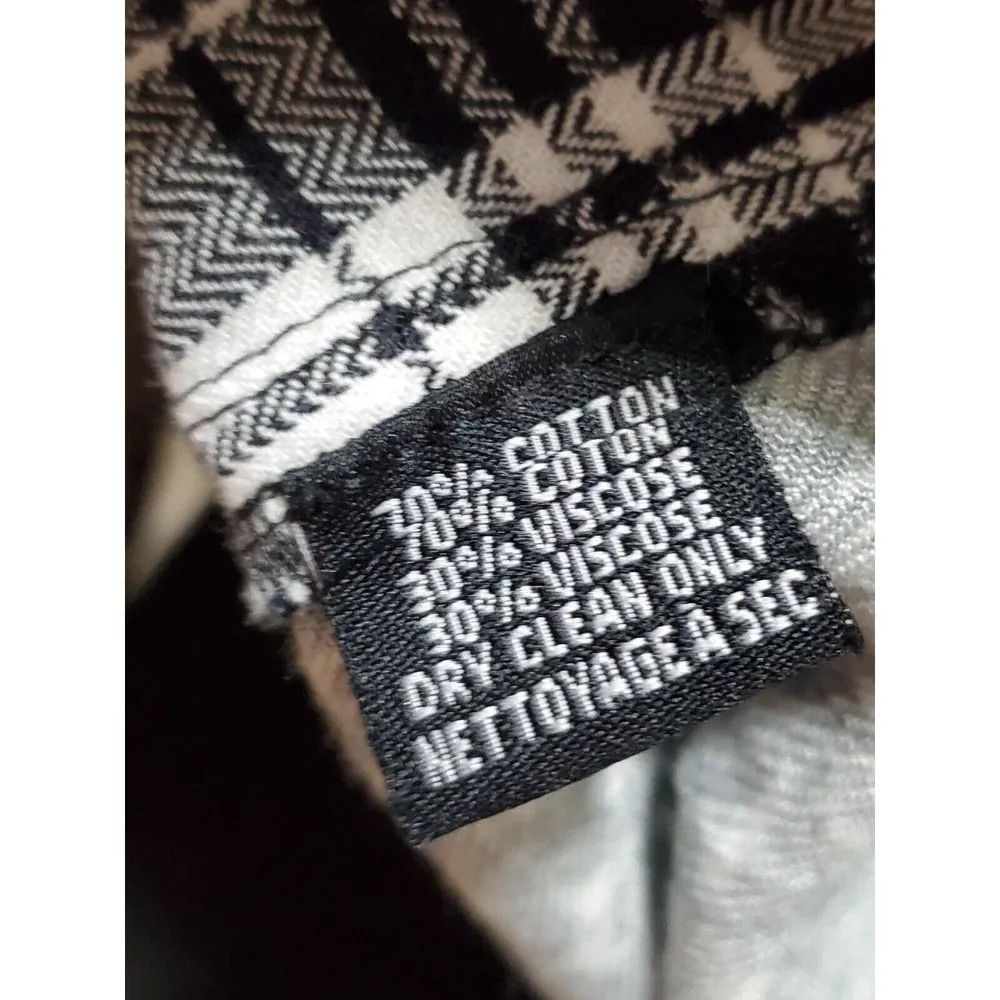 70% COTTON
70% COTON
30% VISCOSE
30% VISCOSE
DRY CLEAN ONLY
NETTOYAGE A SEC